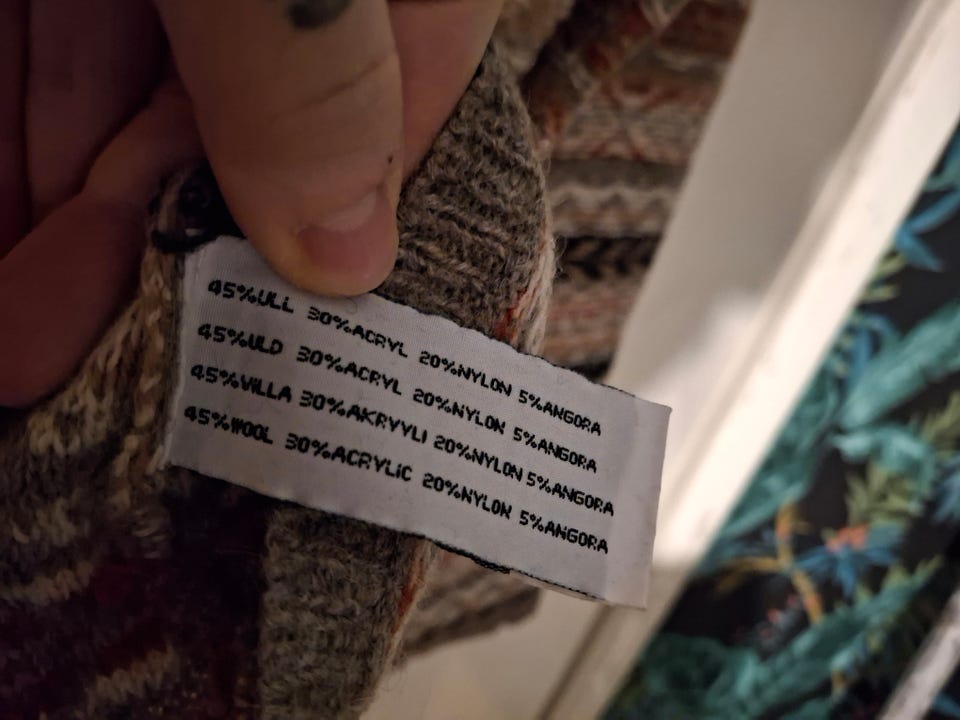 45%ULL 30%ACRYL 20%NYLON 5%ANGORA
45%ULD 30%ACRYL 20%NYLON 5%ANGORA
45%VILLA 30%AKRYYLI 20%NYLON 5%ANGORA
45%WOOL 30%ACRYLIC 20%NYLON 5%ANGORA